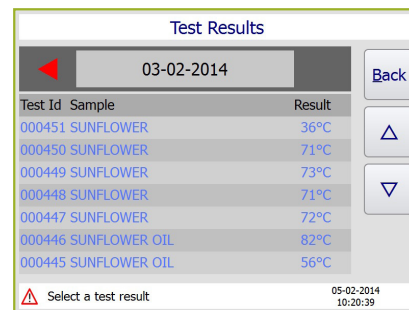 Test Results
03-02-2014
Back
Test Id Sample Result
000451 SUNFLOWER 36°C
000450 SUNFLOWER 71°C
000449 SUNFLOWER 73°C
000448 SUNFLOWER 71°C
000447 SUNFLOWER 72°C
000446 SUNFLOWER OIL 82°C
000445 SUNFLOWER OIL 56°C
Select a test result
05-02-2014
10:20:39